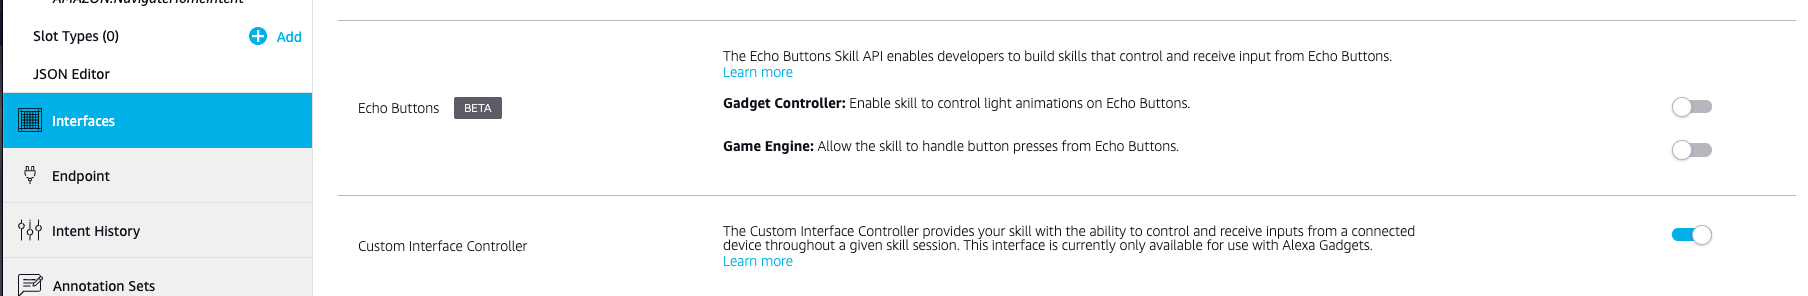 AMAZON.NavigateHomeIntent
Slot Types (0)
Add
JSON Editor
Interfaces
Endpoint
Intent History
Annotation Sets
The Echo Buttons Skill API enables developers to build skills that control and receive input from Echo Buttons.
Learn more
Echo Buttons
BETA
Gadget Controller: Enable skill to control light animations on Echo Buttons.
Game Engine: Allow the skill to handle button presses from Echo Buttons.
Custom Interface Controller
The Custom Interface Controller provides your skill with the ability to control and receive inputs from a connected
device throughout a given skill session. This interface is currently only available for use with Alexa Gadgets.
Learn more